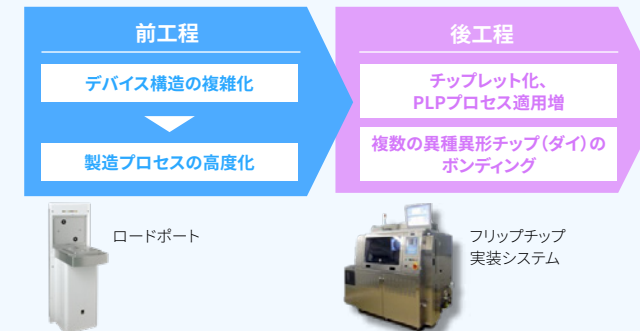 前工程
デバイス構造の複雑化
製造プロセスの高度化
ロードポート
後工程
チップレット化、
PLPプロセス適用増
複数の異種異形チップ(ダイ)の
ボンディング
フリップチップ
実装システム